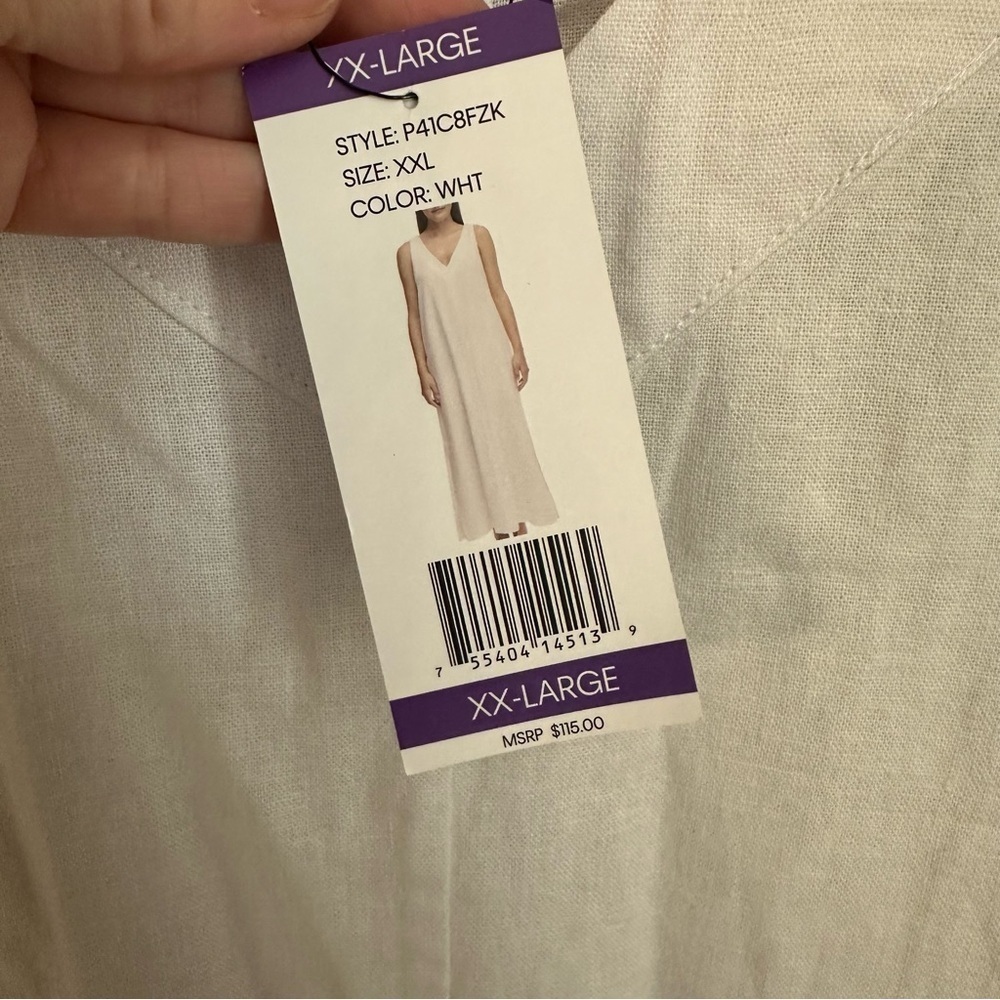 XX-LARGE
STYLE: P41C8FZK
SIZE: XXL
COLOR: WHT
7 55404 14513 9
XX-LARGE
MSRP $115.00